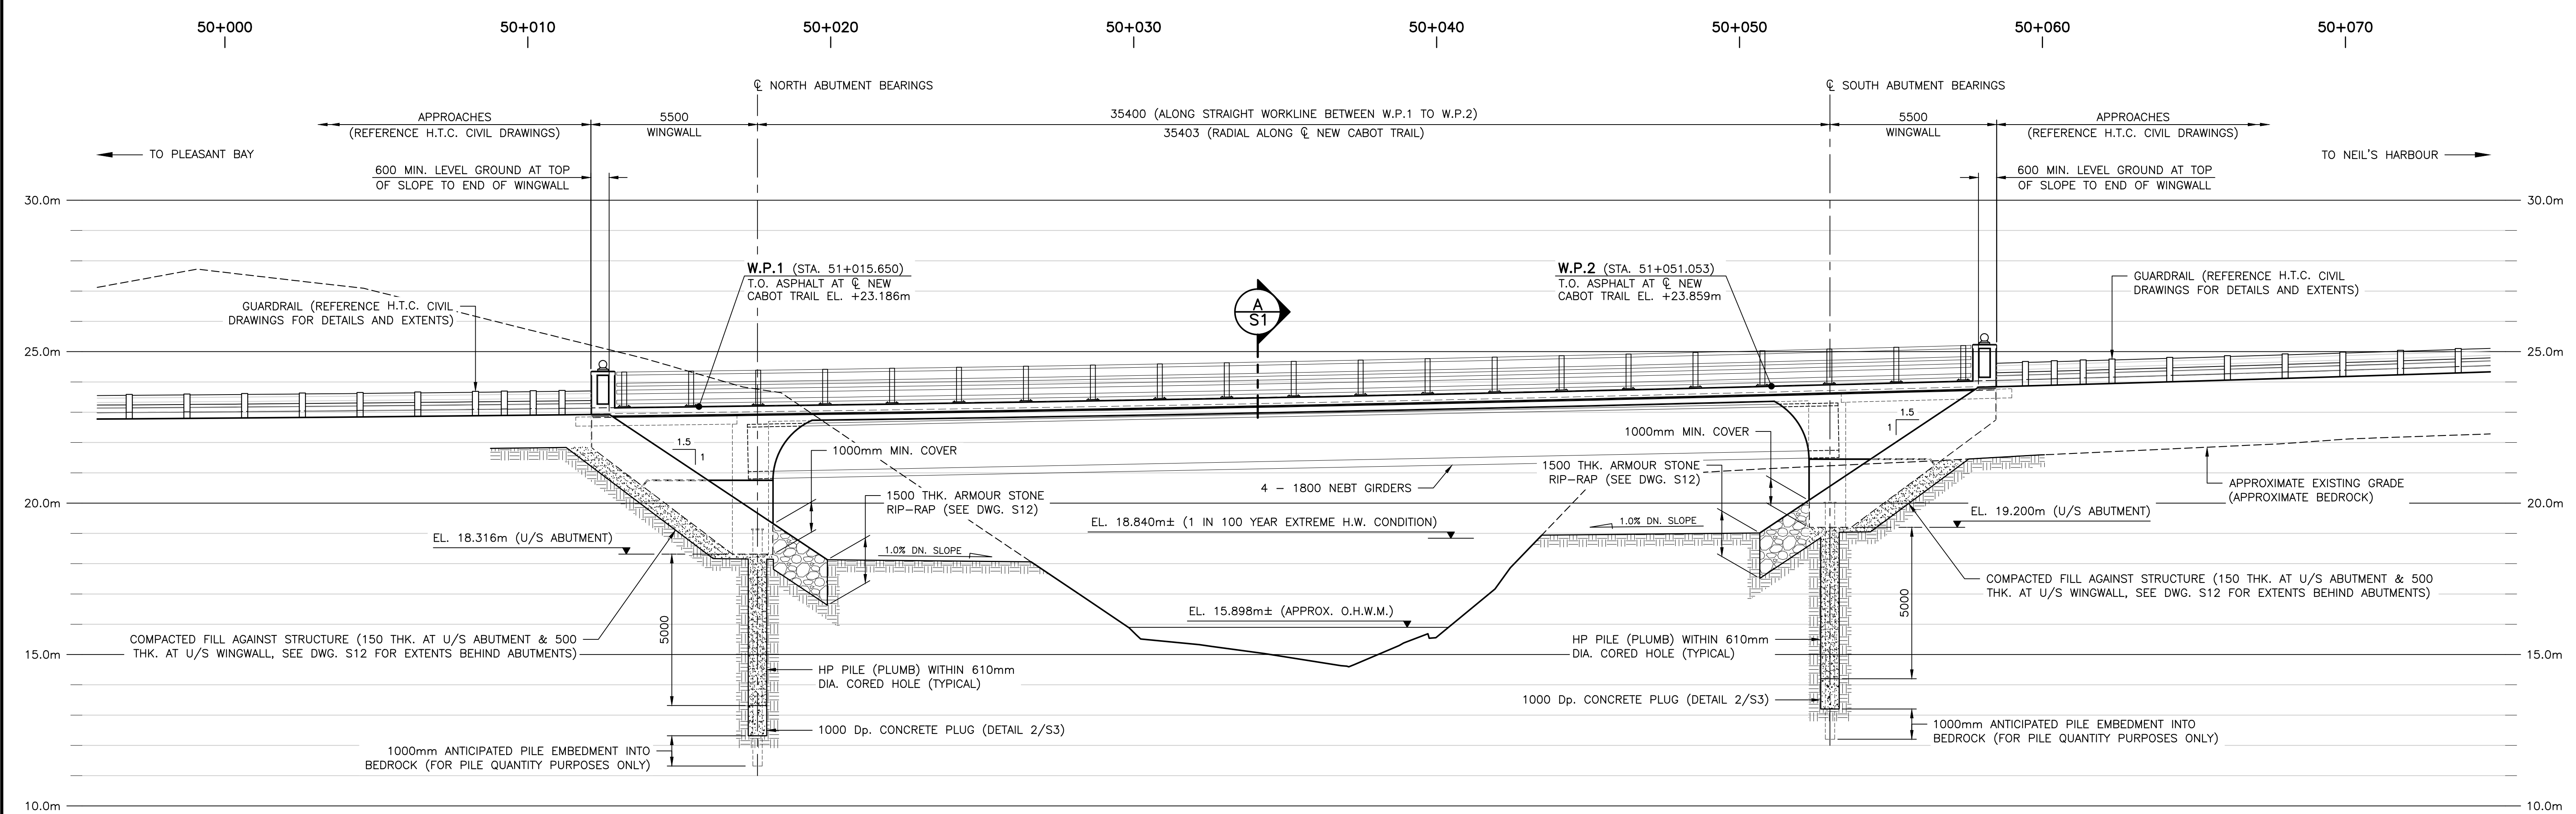 50+000
50+010
50+020
50+030
50+040
50+050
50+060
50+070
℄ NORTH ABUTMENT BEARINGS
℄ SOUTH ABUTMENT BEARINGS
APPROACHES
(REFERENCE H.T.C. CIVIL DRAWINGS)
5500
WINGWALL
35400 (ALONG STRAIGHT WORKLINE BETWEEN W.P.1 TO W.P.2)
35403 (RADIAL ALONG ℄ NEW CABOT TRAIL)
5500
WINGWALL
APPROACHES
(REFERENCE H.T.C. CIVIL DRAWINGS)
TO PLEASANT BAY
TO NEIL'S HARBOUR
600 MIN. LEVEL GROUND AT TOP
OF SLOPE TO END OF WINGWALL
600 MIN. LEVEL GROUND AT TOP
OF SLOPE TO END OF WINGWALL
30.0m
30.0m
W.P.1 (STA. 51+015.650)
T.O. ASPHALT AT ℄ NEW
CABOT TRAIL EL. +23.186m
W.P.2 (STA. 51+051.053)
T.O. ASPHALT AT ℄ NEW
CABOT TRAIL EL. +23.859m
A
S1
GUARDRAIL (REFERENCE H.T.C. CIVIL
DRAWINGS FOR DETAILS AND EXTENTS)
GUARDRAIL (REFERENCE H.T.C. CIVIL
DRAWINGS FOR DETAILS AND EXTENTS)
25.0m
25.0m
1.5
1
1.5
1
1000mm MIN. COVER
1000mm MIN. COVER
1500 THK. ARMOUR STONE
RIP-RAP (SEE DWG. S12)
1500 THK. ARMOUR STONE
RIP-RAP (SEE DWG. S12)
4 - 1800 NEBT GIRDERS
APPROXIMATE EXISTING GRADE
(APPROXIMATE BEDROCK)
20.0m
20.0m
EL. 18.316m (U/S ABUTMENT)
EL. 18.840m± (1 IN 100 YEAR EXTREME H.W. CONDITION)
EL. 19.200m (U/S ABUTMENT)
1.0% DN. SLOPE
1.0% DN. SLOPE
5000
5000
EL. 15.898m± (APPROX. O.H.W.M.)
COMPACTED FILL AGAINST STRUCTURE (150 THK. AT U/S ABUTMENT & 500
THK. AT U/S WINGWALL, SEE DWG. S12 FOR EXTENTS BEHIND ABUTMENTS)
COMPACTED FILL AGAINST STRUCTURE (150 THK. AT U/S ABUTMENT & 500
THK. AT U/S WINGWALL, SEE DWG. S12 FOR EXTENTS BEHIND ABUTMENTS)
15.0m
15.0m
HP PILE (PLUMB) WITHIN 610mm
DIA. CORED HOLE (TYPICAL)
HP PILE (PLUMB) WITHIN 610mm
DIA. CORED HOLE (TYPICAL)
1000 Dp. CONCRETE PLUG (DETAIL 2/S3)
1000 Dp. CONCRETE PLUG (DETAIL 2/S3)
1000mm ANTICIPATED PILE EMBEDMENT INTO
BEDROCK (FOR PILE QUANTITY PURPOSES ONLY)
1000mm ANTICIPATED PILE EMBEDMENT INTO
BEDROCK (FOR PILE QUANTITY PURPOSES ONLY)
10.0m
10.0m